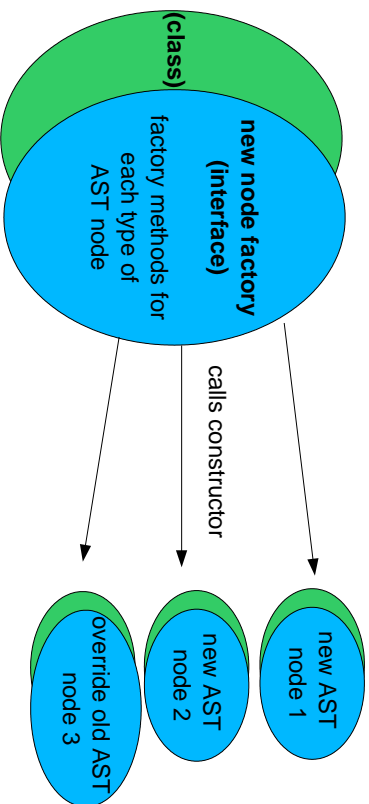 new node factory
(interface)
factory methods for
each type of
AST node
(class)
calls constructor
new AST
node 1
new AST
node 2
override old AST
node 3